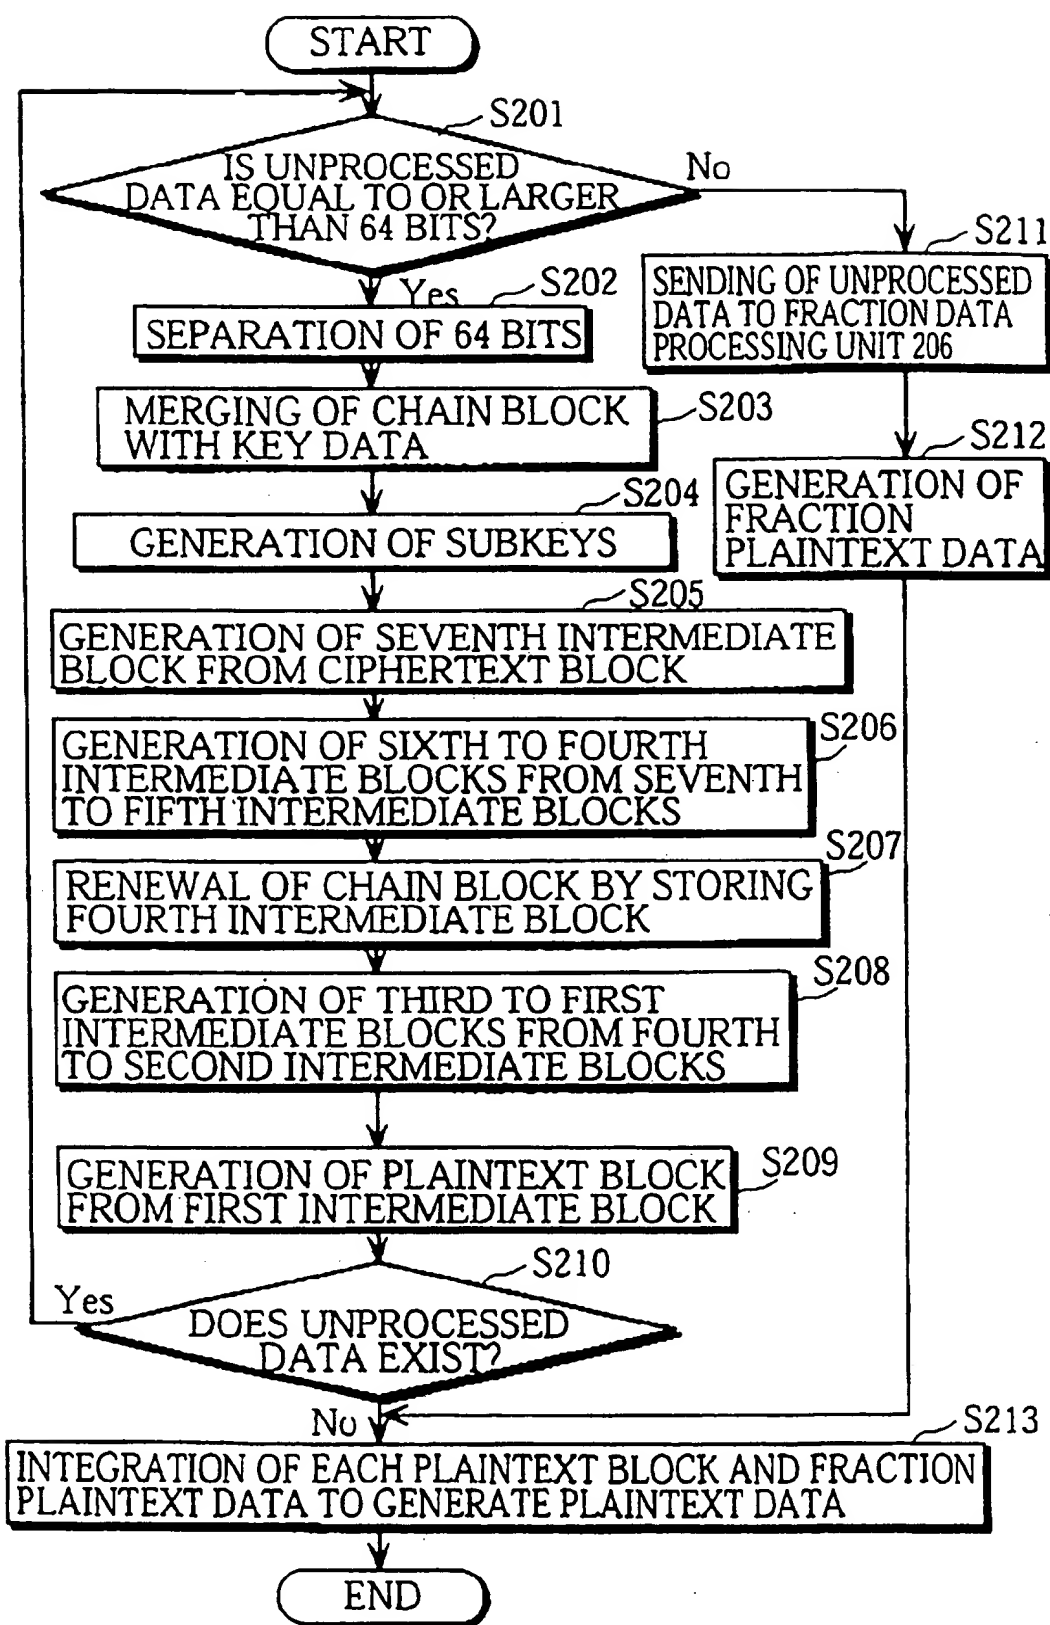 START
S201
IS UNPROCESSED
DATA EQUAL TO OR LARGER
THAN 64 BITS?
No
Yes
S202
SEPARATION OF 64 BITS
S203
MERGING OF CHAIN BLOCK
WITH KEY DATA
S204
GENERATION OF SUBKEYS
S205
GENERATION OF SEVENTH INTERMEDIATE
BLOCK FROM CIPHERTEXT BLOCK
S206
GENERATION OF SIXTH TO FOURTH
INTERMEDIATE BLOCKS FROM SEVENTH
TO FIFTH INTERMEDIATE BLOCKS
S207
RENEWAL OF CHAIN BLOCK BY STORING
FOURTH INTERMEDIATE BLOCK
S208
GENERATION OF THIRD TO FIRST
INTERMEDIATE BLOCKS FROM FOURTH
TO SECOND INTERMEDIATE BLOCKS
S209
GENERATION OF PLAINTEXT BLOCK
FROM FIRST INTERMEDIATE BLOCK
S210
Yes
DOES UNPROCESSED
DATA EXIST?
No
S211
SENDING OF UNPROCESSED
DATA TO FRACTION DATA
PROCESSING UNIT 206
S212
GENERATION OF
FRACTION
PLAINTEXT DATA
S213
INTEGRATION OF EACH PLAINTEXT BLOCK AND FRACTION
PLAINTEXT DATA TO GENERATE PLAINTEXT DATA
END